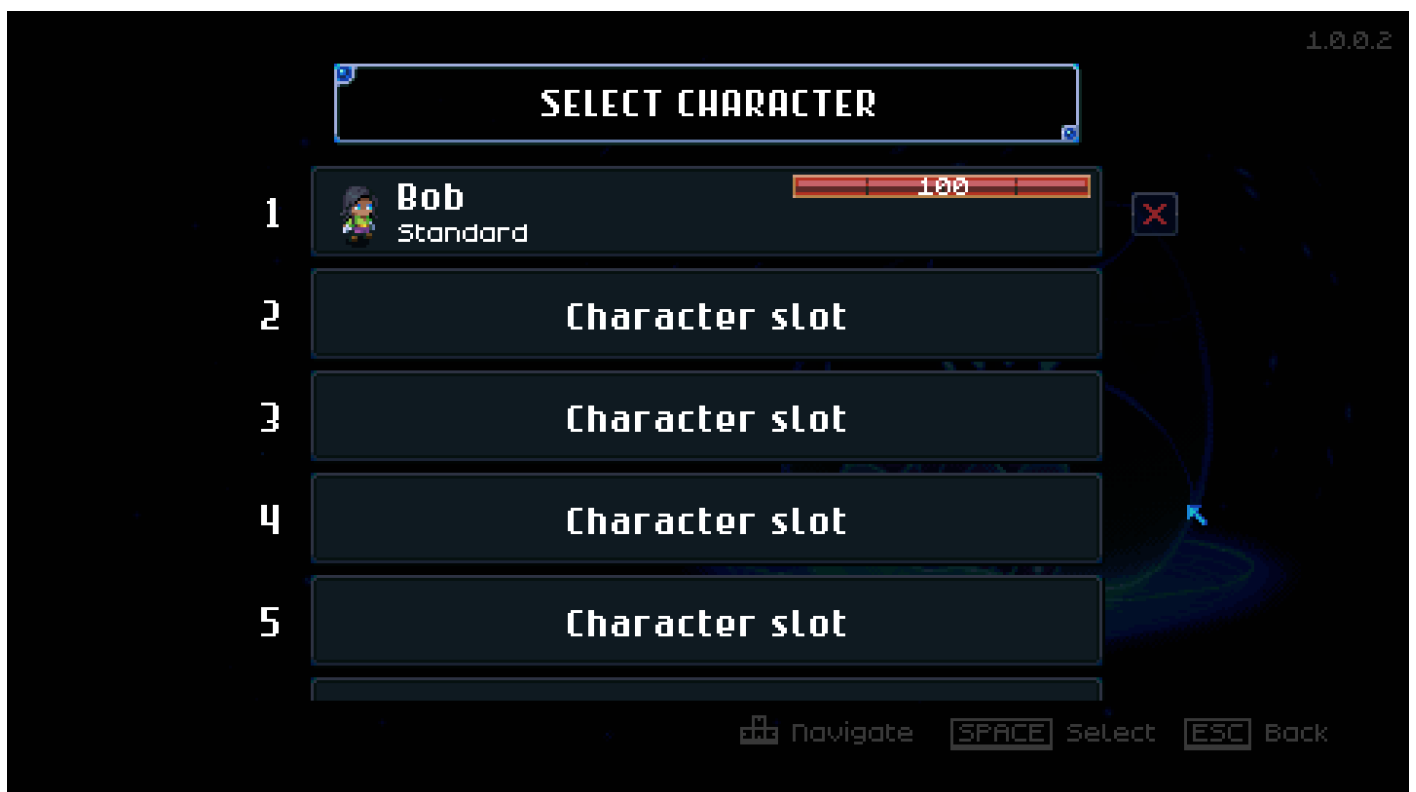 1.0.0.2
SELECT CHARACTER
1 Bob 100
Standard
2 Character slot
3 Character slot
4 Character slot
5 Character slot
Navigate SPACE Select ESC Back